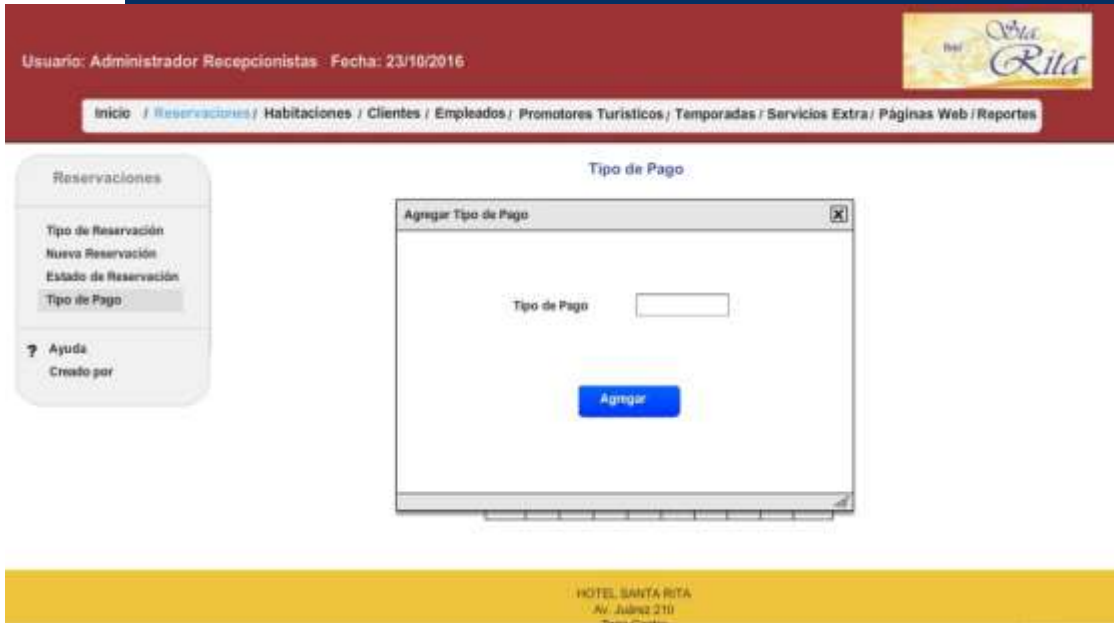 Usuario: Administrador Recepcionistas Fecha: 23/10/2016
Hotel Sta. Rita
Inicio / Reservaciones / Habitaciones / Clientes / Empleados / Promotores Turísticos / Temporadas / Servicios Extra / Páginas Web / Reportes
Reservaciones
Tipo de Reservación
Nueva Reservación
Estado de Reservación
Tipo de Pago
? Ayuda
Creado por
Tipo de Pago
Agregar Tipo de Pago
Tipo de Pago
Agregar
HOTEL SANTA RITA
Av. Juárez 210